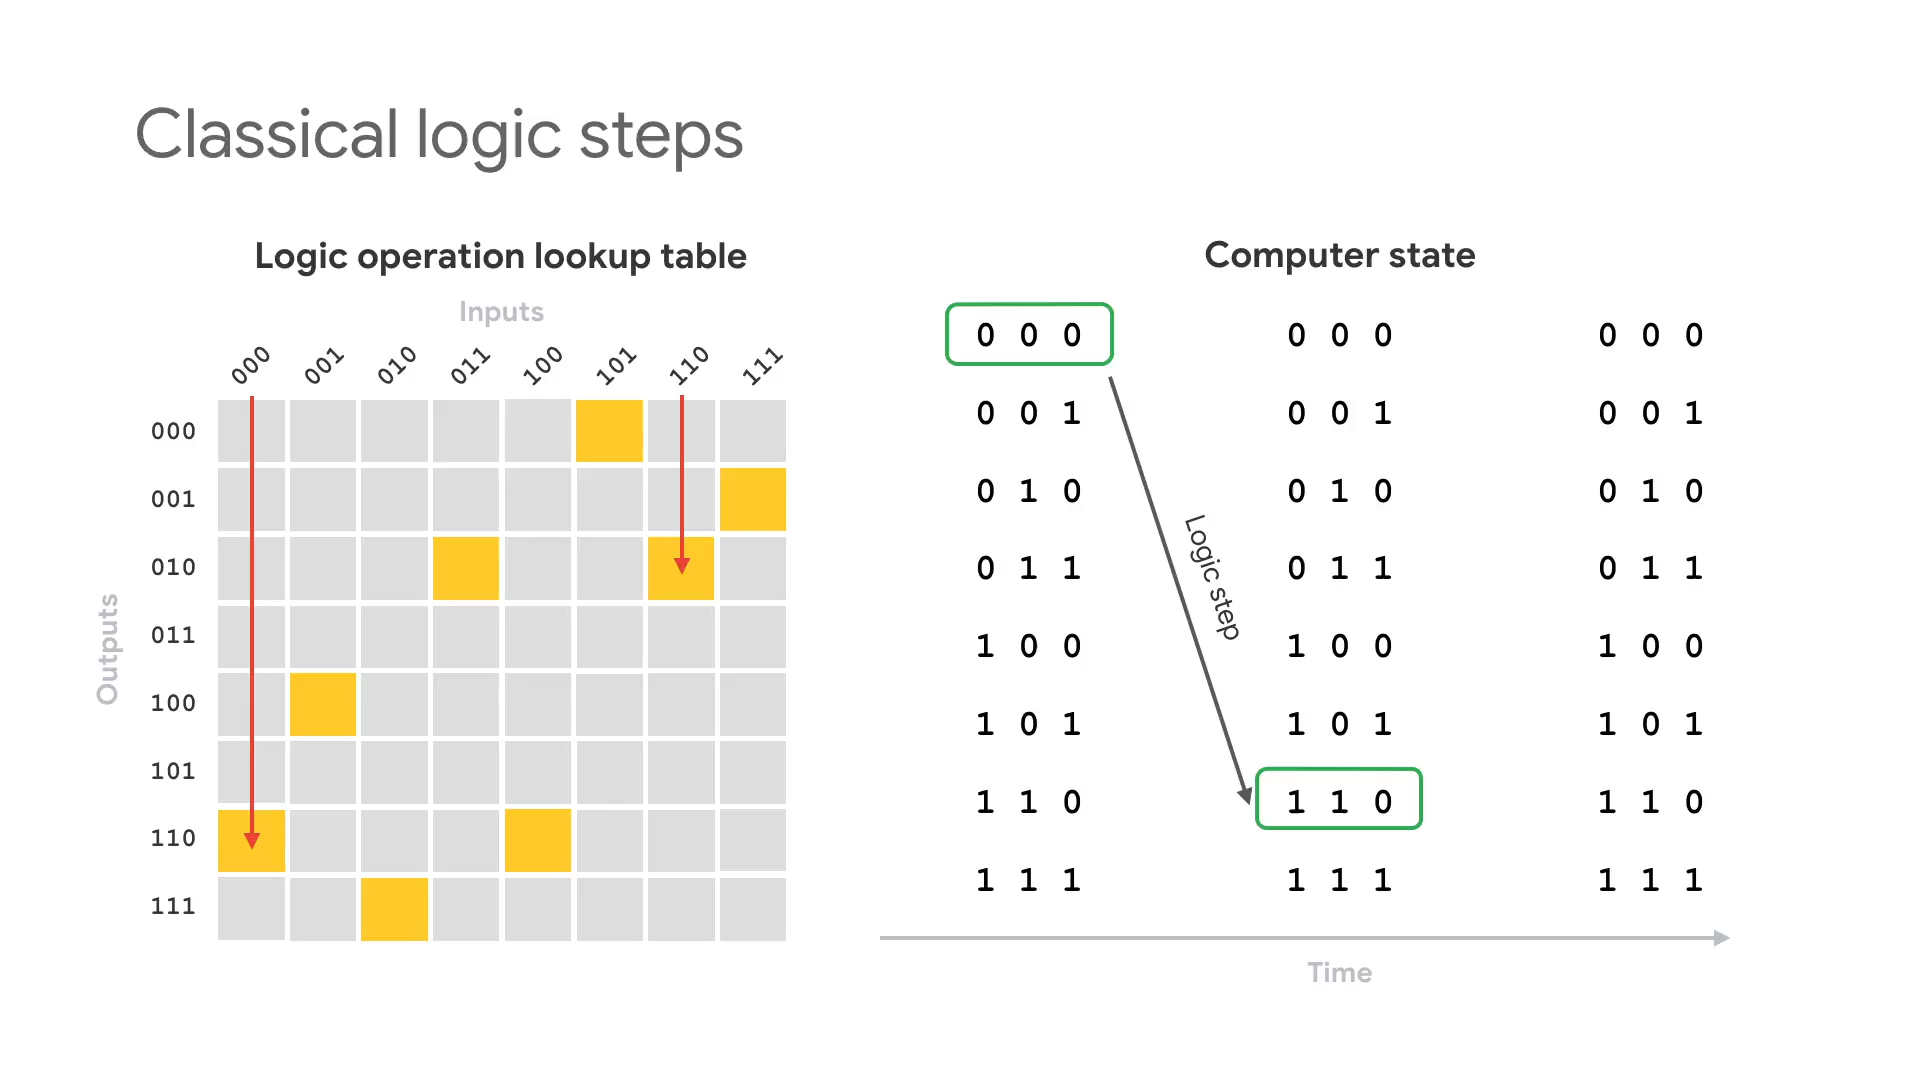 Classical logic steps
Logic operation lookup table
Inputs
000 001 010 011 100 101 110 111
Outputs
000
001
010
011
100
101
110
111
Computer state
0 0 0 0 0 0 0 0 0
0 0 1 0 0 1 0 0 1
0 1 0 0 1 0 0 1 0
0 1 1 0 1 1 0 1 1
1 0 0 1 0 0 1 0 0
1 0 1 1 0 1 1 0 1
1 1 0 1 1 0 1 1 0
1 1 1 1 1 1 1 1 1
Logic step
Time